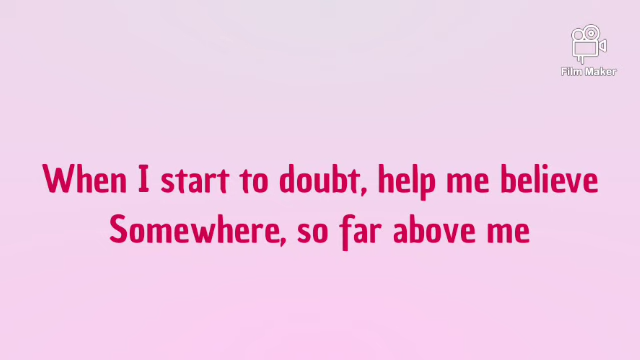 Film Maker
When I start to doubt, help me believe
Somewhere, so far above me